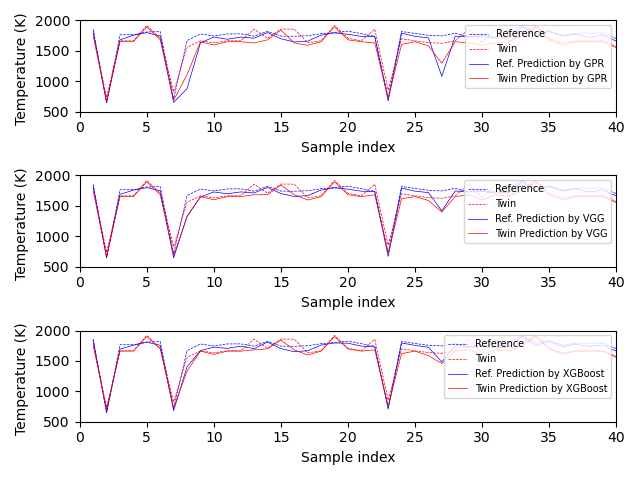 2000
1500
1000
500
Temperature (K)
Reference
Twin
Ref. Prediction by GPR
Twin Prediction by GPR
0 5 10 15 20 25 30 35 40
Sample index
2000
1500
1000
500
Temperature (K)
Reference
Twin
Ref. Prediction by VGG
Twin Prediction by VGG
0 5 10 15 20 25 30 35 40
Sample index
2000
1500
1000
500
Temperature (K)
Reference
Twin
Ref. Prediction by XGBoost
Twin Prediction by XGBoost
0 5 10 15 20 25 30 35 40
Sample index